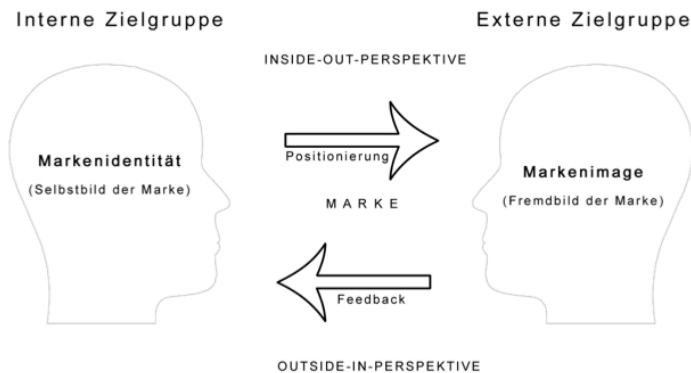 Interne Zielgruppe
Externe Zielgruppe
INSIDE-OUT-PERSPEKTIVE
Markenidentität
(Selbstbild der Marke)
Positionierung
Markenimage
(Fremdbild der Marke)
MARKE
Feedback
OUTSIDE-IN-PERSPEKTIVE